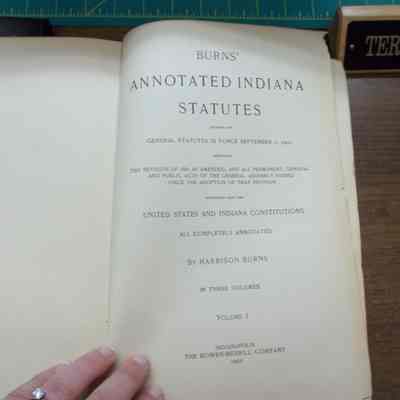 BURNS'
ANNOTATED INDIANA
STATUTES
GENERAL STATUTES IN FORCE SEPTEMBER 1,
THE REVISION OF 1881 AS AMENDED, AND ALL PERMANENT, GENERAL
AND PUBLIC ACTS OF THE GENERAL ASSEMBLY PASSED
SINCE THE ADOPTION OF THAT REVISION
UNITED STATES AND INDIANA CONSTITUTIONS
ALL COMPLETELY ANNOTATED
BY HARRISON BURNS
IN THREE VOLUMES
VOLUME I
INDIANAPOLIS
THE BOWEN-MERRILL COMPANY
TER